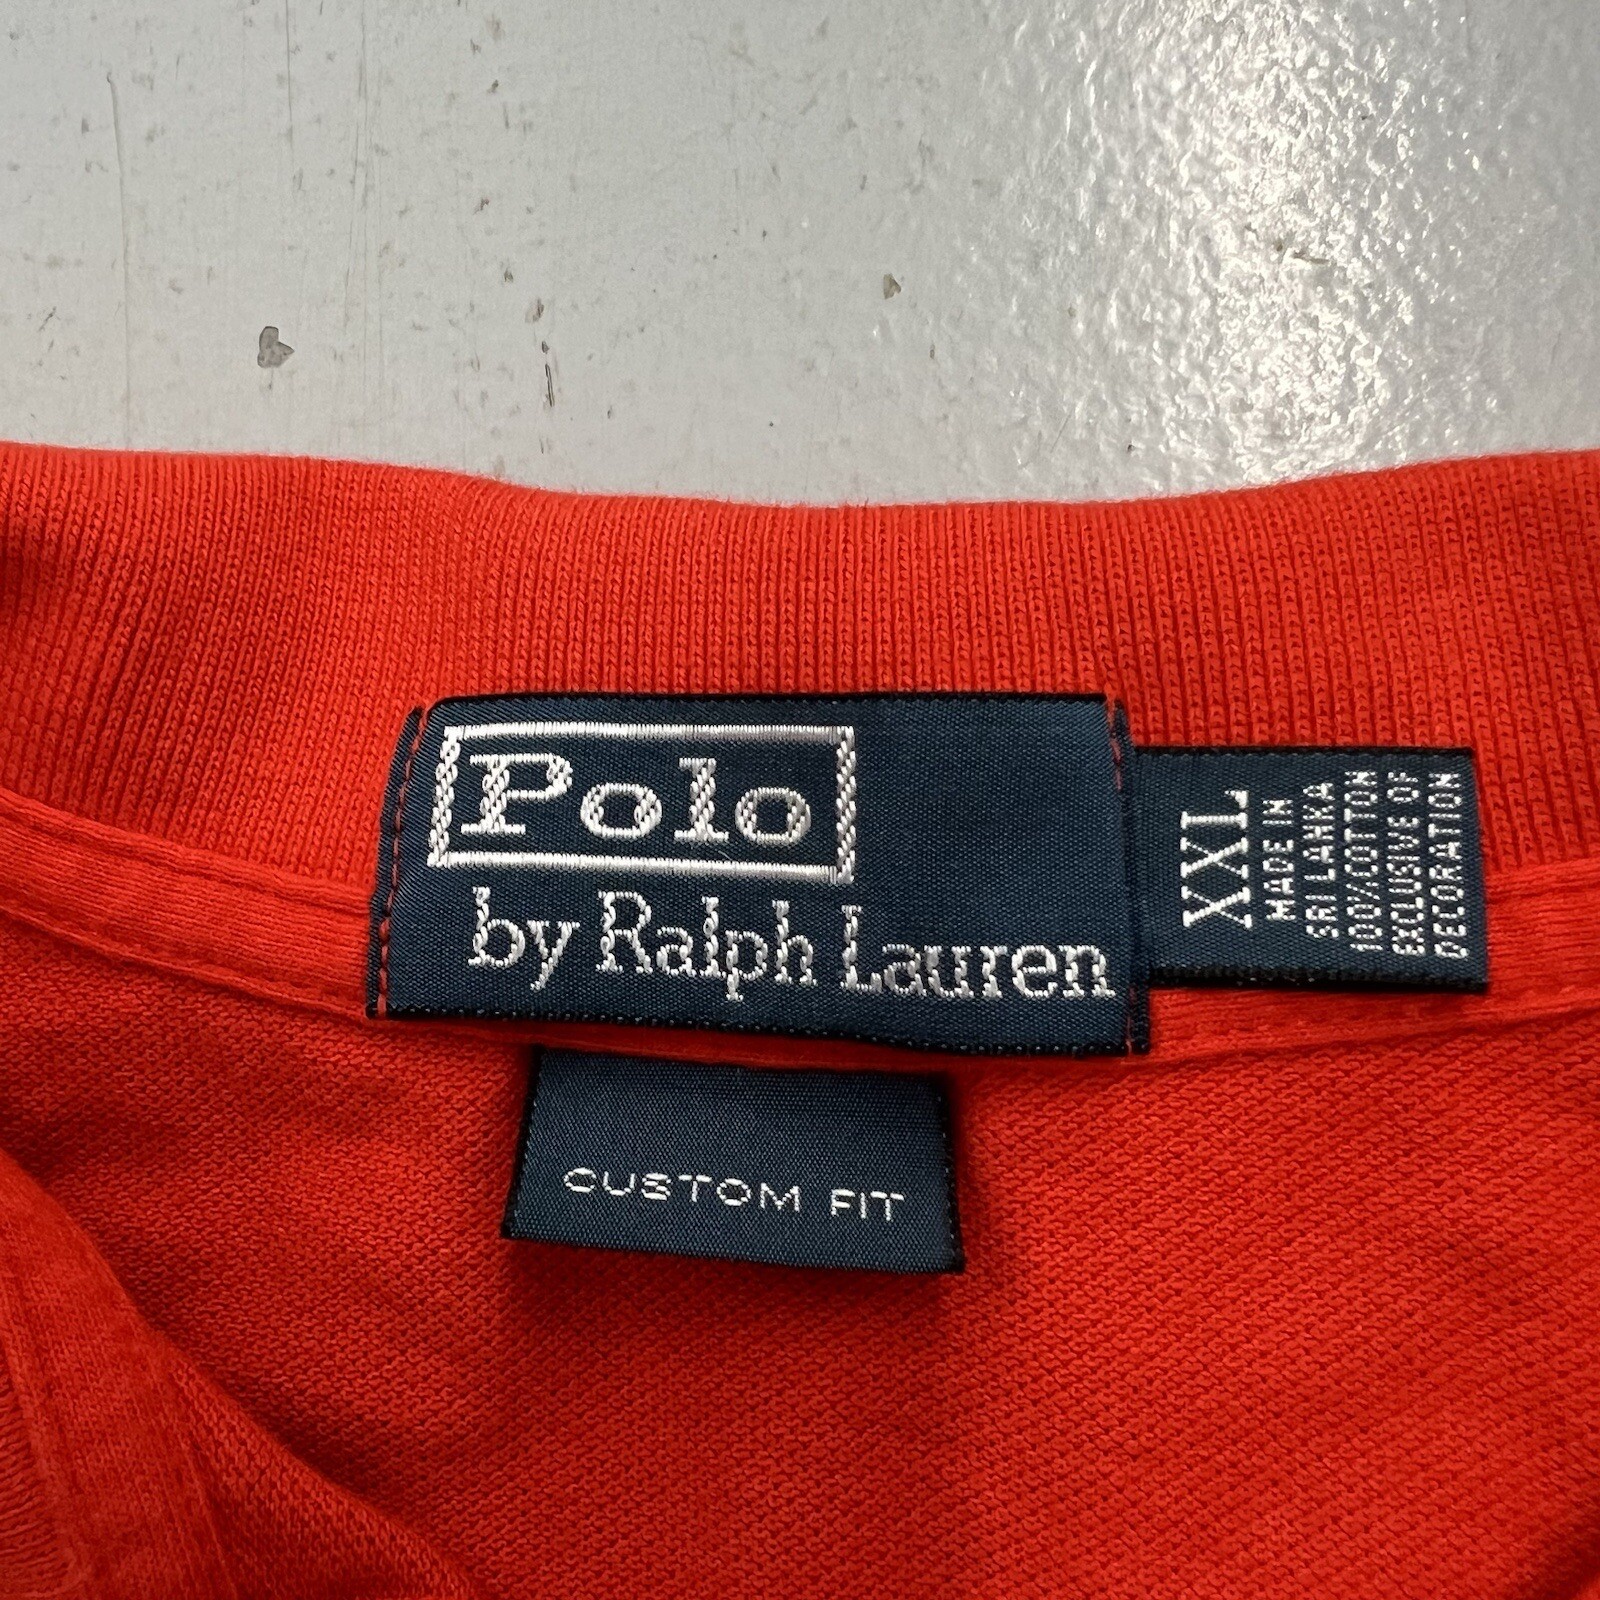 Polo
by Ralph Lauren
XXL
MADE IN
SRI LANKA
100% COTTON
EXCLUSIVE OF
DECORATION
CUSTOM FIT